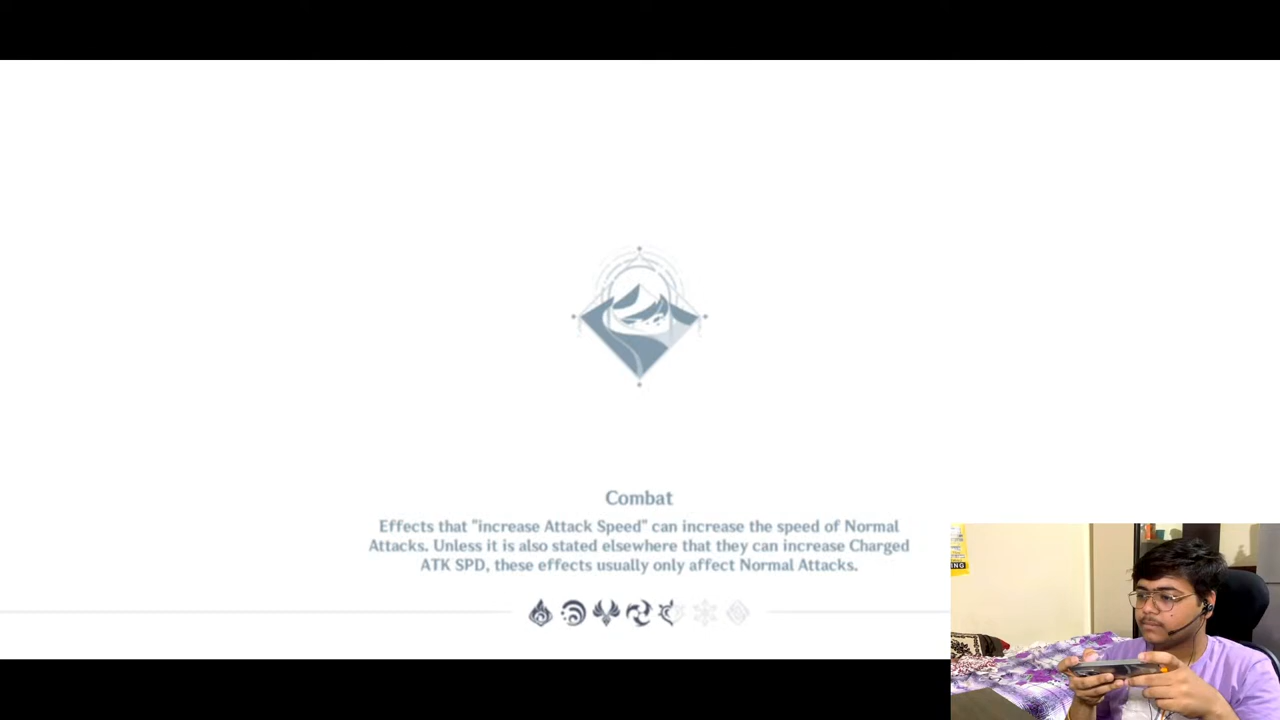 Combat
Effects that "increase Attack Speed" can increase the speed of Normal
Attacks. Unless it is also stated elsewhere that they can increase Charged
ATK SPD, these effects usually only affect Normal Attacks.
ING